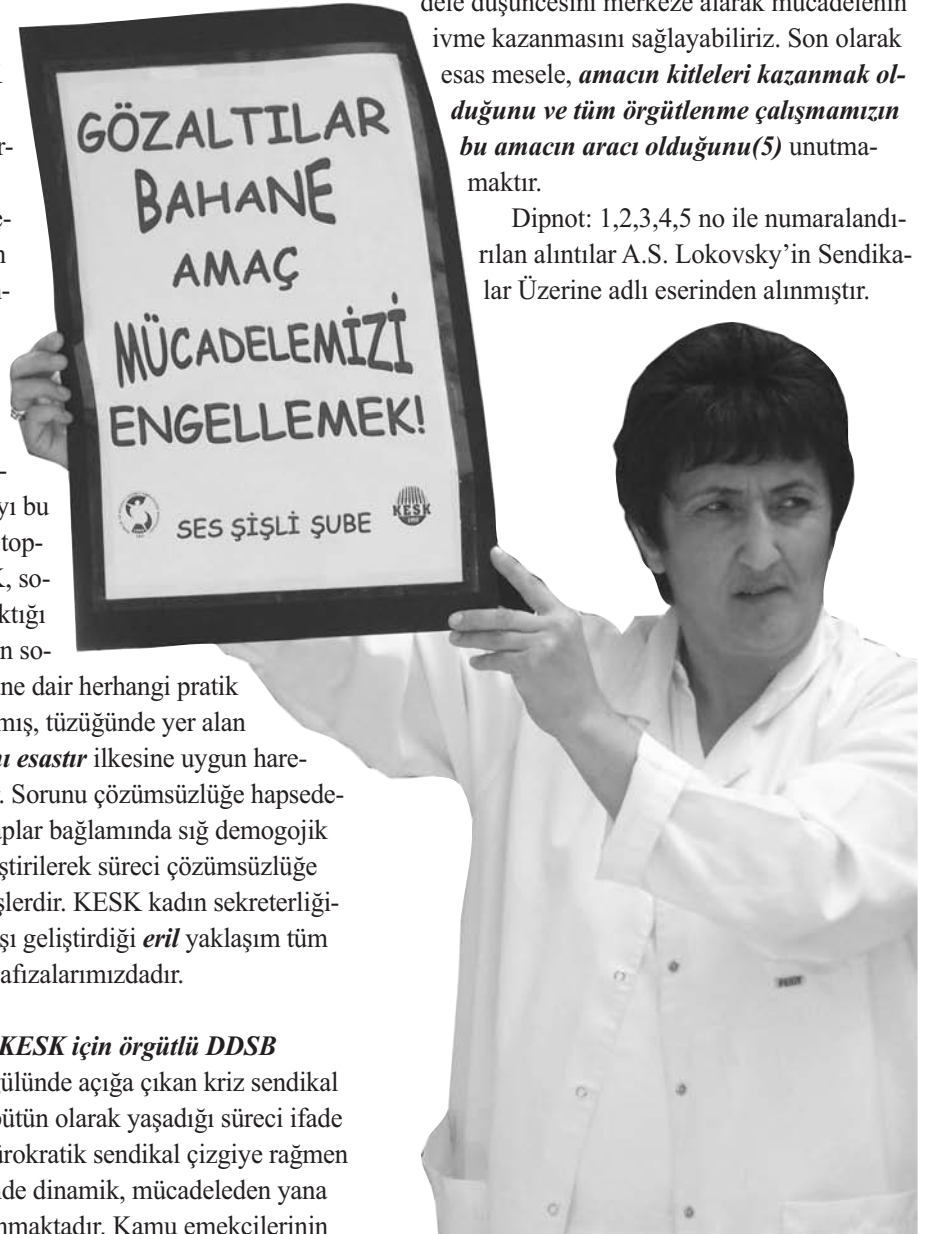 r-
e-
n
yı bu
top-
K, so-
ktığı
n so-
ne dair herhangi pratik
mış, tüzüğünde yer alan
ı esastır ilkesine uygun hare-
. Sorunu çözümsüzlüğe hapsede-
aplar bağlamında sığ demogojik
ştirilerek süreci çözümsüzlüğe
şlerdir. KESK kadın sekreterliği-
şı geliştirdiği eril yaklaşım tüm
afızalarımızdadır.
KESK için örgütlü DDSB
ülünde açığa çıkan kriz sendikal
bütün olarak yaşadığı süreci ifade
ürokratik sendikal çizgiye rağmen
nde dinamik, mücadeleden yana
nmaktadır. Kamu emekçilerinin
dele düşüncesini merkeze alarak mücadelenin
ivme kazanmasını sağlayabiliriz. Son olarak
esas mesele, amacın kitleleri kazanmak ol-
duğunu ve tüm örgütlenme çalışmamızın
bu amacın aracı olduğunu(5) unutma-
maktır.
Dipnot: 1,2,3,4,5 no ile numaralandı-
rılan alıntılar A.S. Lokovsky’in Sendika-
lar Üzerine adlı eserinden alınmıştır.
GÖZALTILAR
BAHANE
AMAÇ
MÜCADELEMİZİ
ENGELLEMEK!
SES ŞİŞLİ ŞUBE
KESK